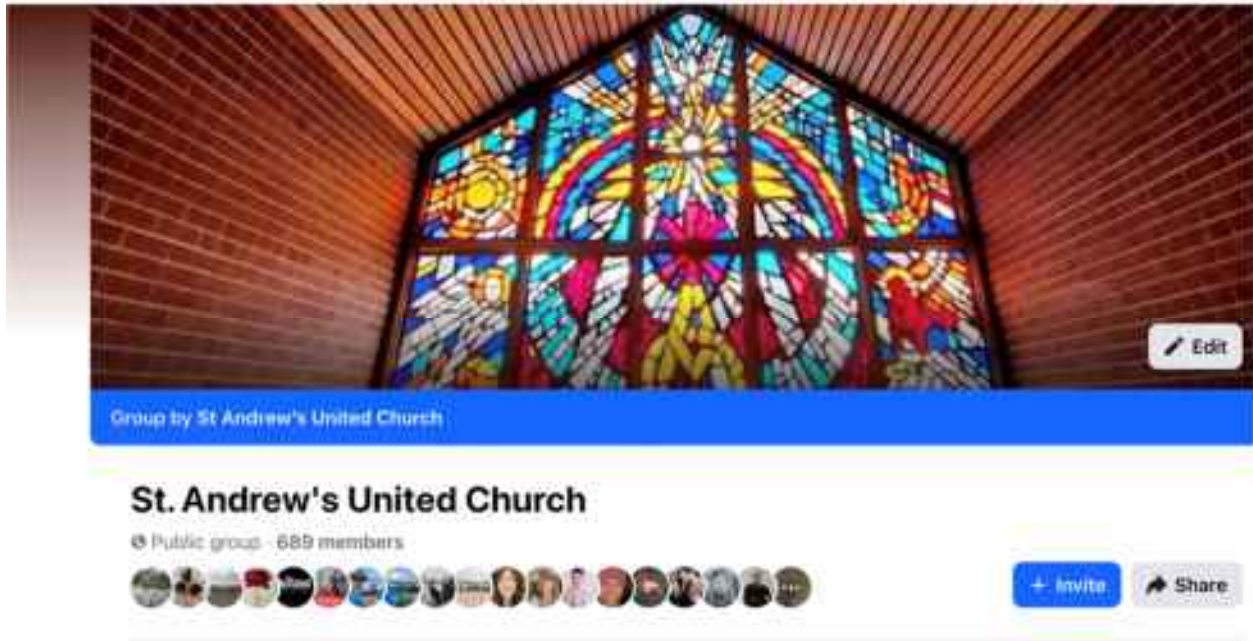 Edit
Group by St Andrew's United Church
St. Andrew's United Church
Public group · 689 members
+ Invite
Share